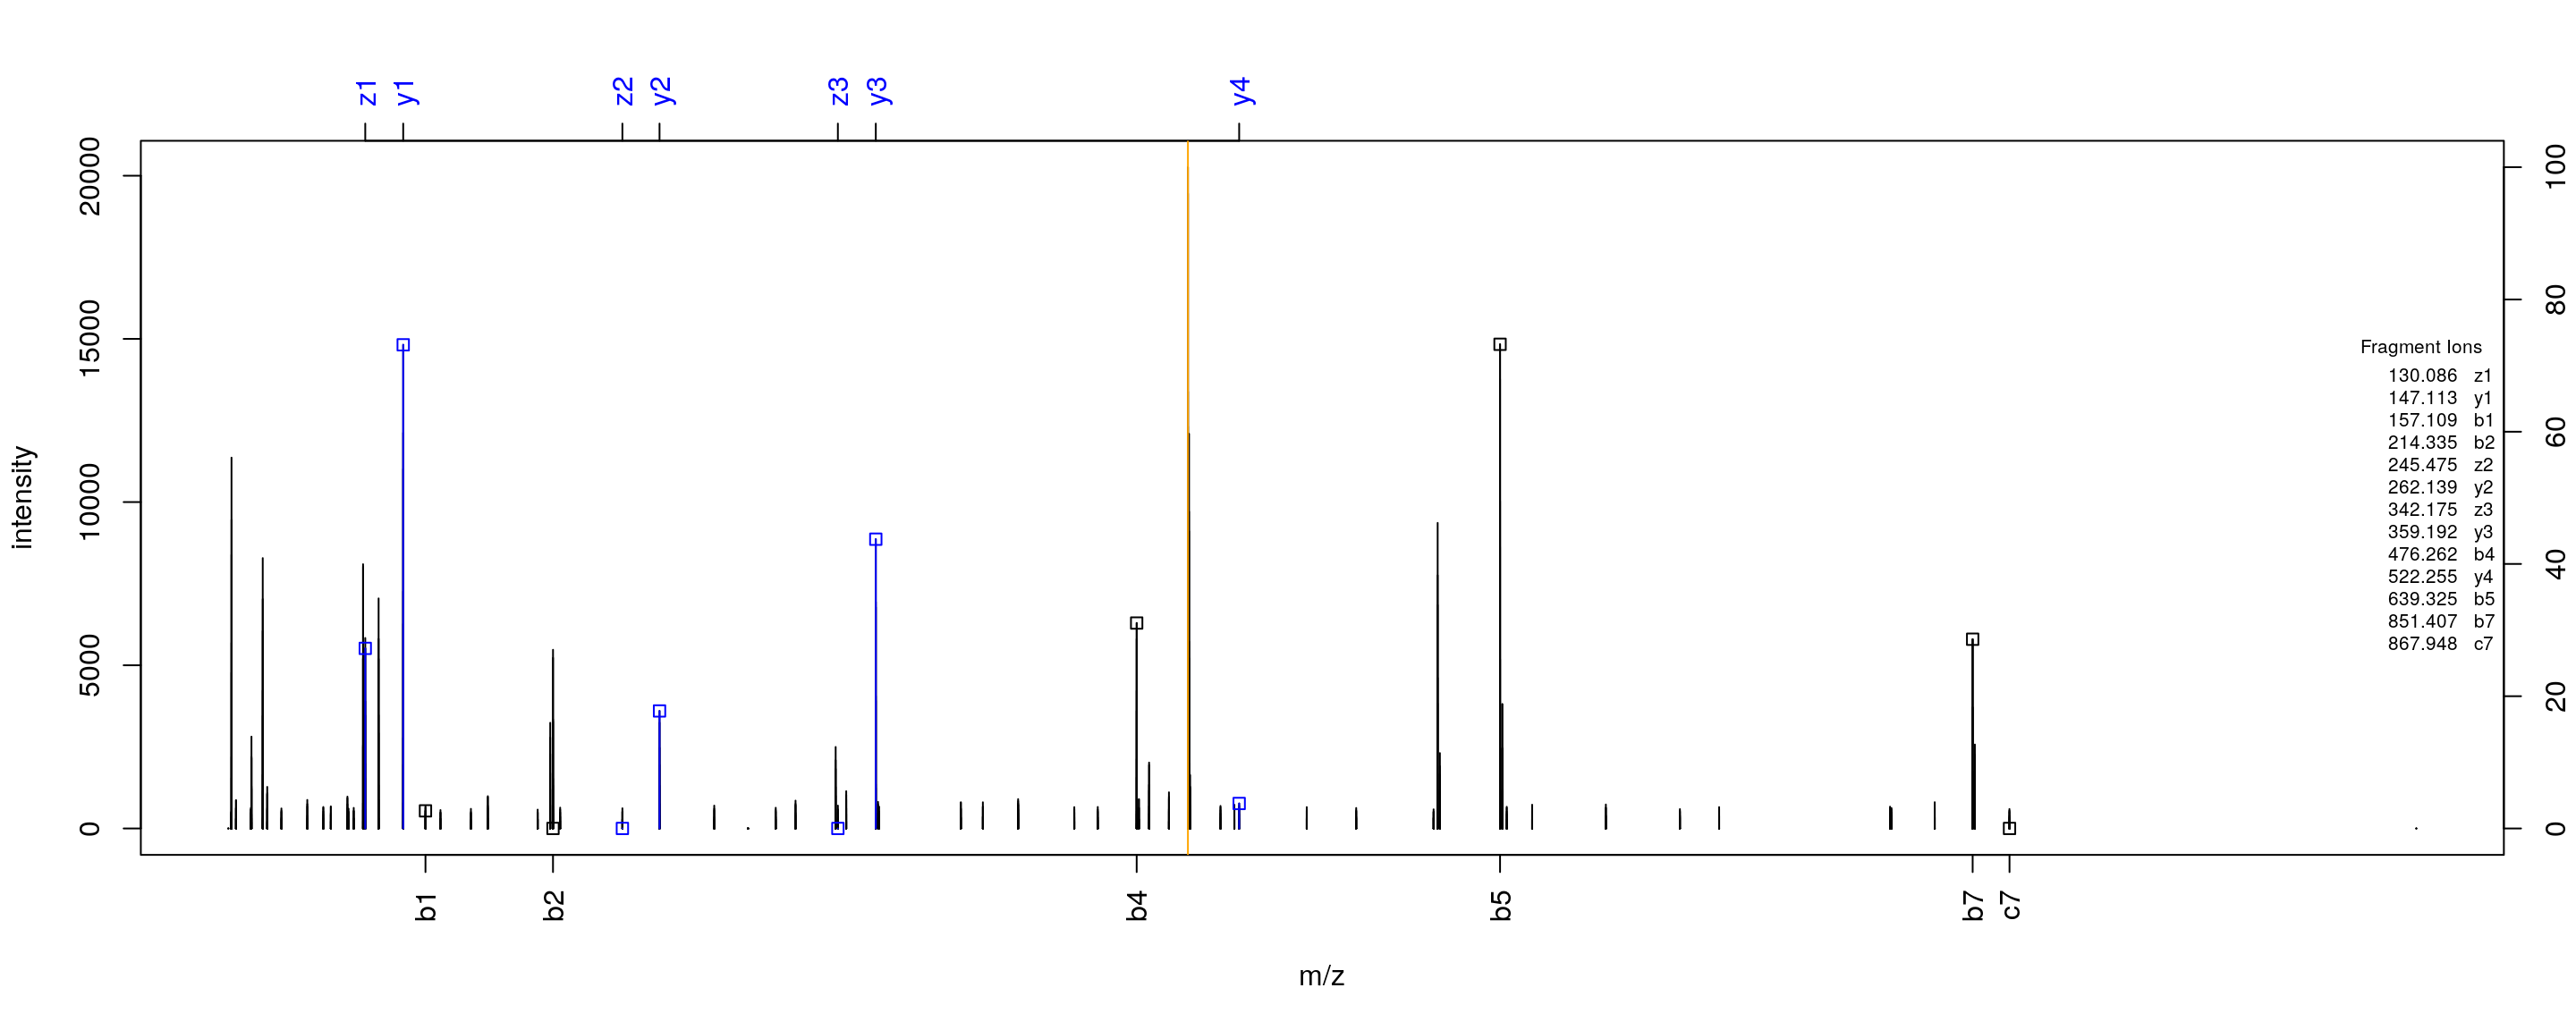 z1 y1 z2 y2 z3 y3 y4
20000
15000
10000
5000
0
intensity
100
80
60
40
20
0
Fragment Ions
130.086 z1
147.113 y1
157.109 b1
214.335 b2
245.475 z2
262.139 y2
342.175 z3
359.192 y3
476.262 b4
522.255 y4
639.325 b5
851.407 b7
867.948 c7
b1 b2 b4 b5 b7 c7
m/z